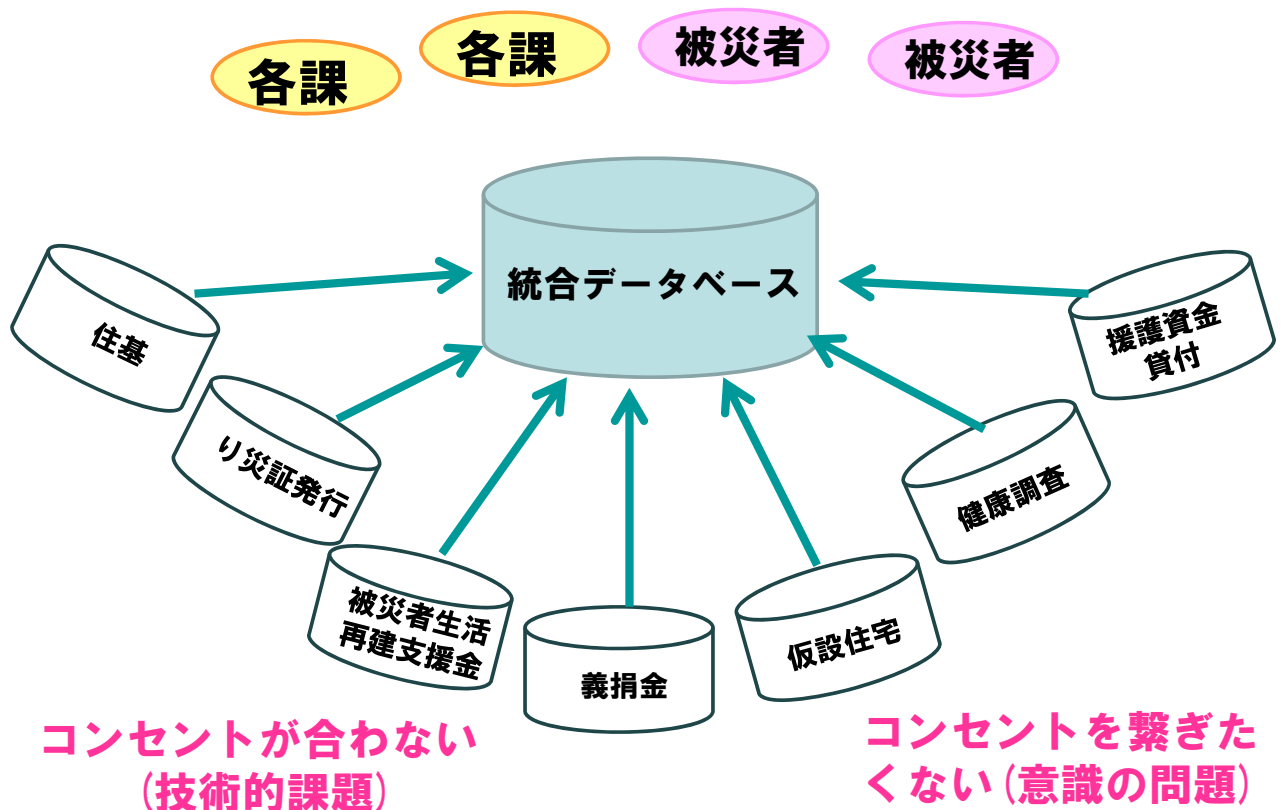 各課
各課
被災者
被災者
統合データベース
住基
り災証発行
被災者生活
再建支援金
義捐金
仮設住宅
健康調査
援護資金
貸付
コンセントが合わない
(技術的課題)
コンセントを繋ぎた
くない(意識の問題)